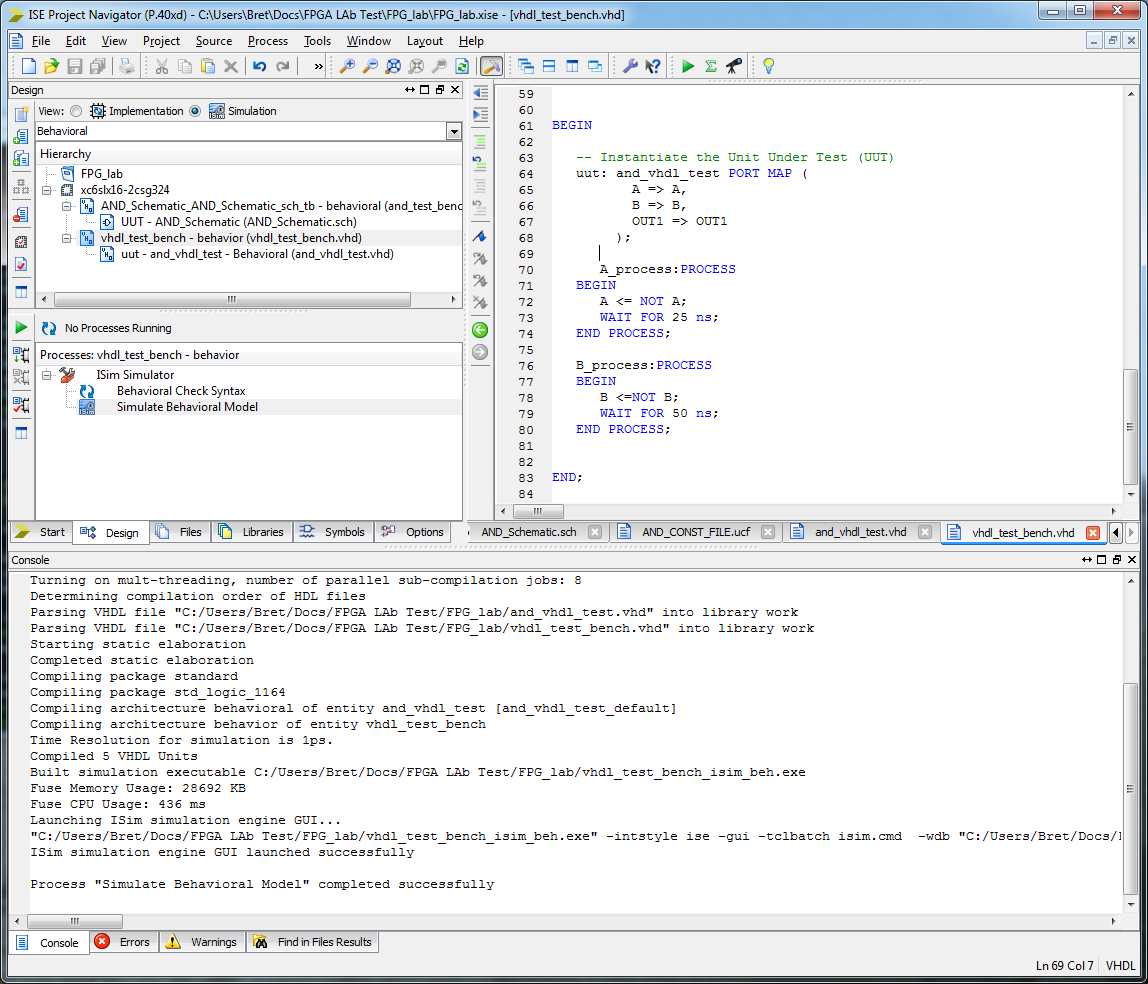 ISE Project Navigator (P.40xd) - C:\Users\Bret\Docs\FPGA LAb Test\FPG_lab\FPG_lab.xise - [vhdl_test_bench.vhd]
File Edit View Project Source Process Tools Window Layout Help
»
Design
View: Implementation Simulation
Behavioral
Hierarchy
FPG_lab
xc6slx16-2csg324
AND_Schematic_AND_Schematic_sch_tb - behavioral (and_test_benc
UUT - AND_Schematic (AND_Schematic.sch)
vhdl_test_bench - behavior (vhdl_test_bench.vhd)
uut - and_vhdl_test - Behavioral (and_vhdl_test.vhd)
No Processes Running
Processes: vhdl_test_bench - behavior
ISim Simulator
Behavioral Check Syntax
Simulate Behavioral Model
Start Design Files Libraries Symbols Options
59
60
61 BEGIN
62
63 -- Instantiate the Unit Under Test (UUT)
64 uut: and_vhdl_test PORT MAP (
65 A => A,
66 B => B,
67 OUT1 => OUT1
68 );
69
70 A_process:PROCESS
71 BEGIN
72 A <= NOT A;
73 WAIT FOR 25 ns;
74 END PROCESS;
75
76 B_process:PROCESS
77 BEGIN
78 B <=NOT B;
79 WAIT FOR 50 ns;
80 END PROCESS;
81
82
83 END;
84
AND_Schematic.sch AND_CONST_FILE.ucf and_vhdl_test.vhd vhdl_test_bench.vhd
Console
Turning on mult-threading, number of parallel sub-compilation jobs: 8
Determining compilation order of HDL files
Parsing VHDL file "C:/Users/Bret/Docs/FPGA LAb Test/FPG_lab/and_vhdl_test.vhd" into library work
Parsing VHDL file "C:/Users/Bret/Docs/FPGA LAb Test/FPG_lab/vhdl_test_bench.vhd" into library work
Starting static elaboration
Completed static elaboration
Compiling package standard
Compiling package std_logic_1164
Compiling architecture behavioral of entity and_vhdl_test [and_vhdl_test_default]
Compiling architecture behavior of entity vhdl_test_bench
Time Resolution for simulation is 1ps.
Compiled 5 VHDL Units
Built simulation executable C:/Users/Bret/Docs/FPGA LAb Test/FPG_lab/vhdl_test_bench_isim_beh.exe
Fuse Memory Usage: 28692 KB
Fuse CPU Usage: 436 ms
Launching ISim simulation engine GUI...
"C:/Users/Bret/Docs/FPGA LAb Test/FPG_lab/vhdl_test_bench_isim_beh.exe" -intstyle ise -gui -tclbatch isim.cmd -wdb "C:/Users/Bret/Docs/
ISim simulation engine GUI launched successfully
Process "Simulate Behavioral Model" completed successfully
Console Errors Warnings Find in Files Results
Ln 69 Col 7 VHDL